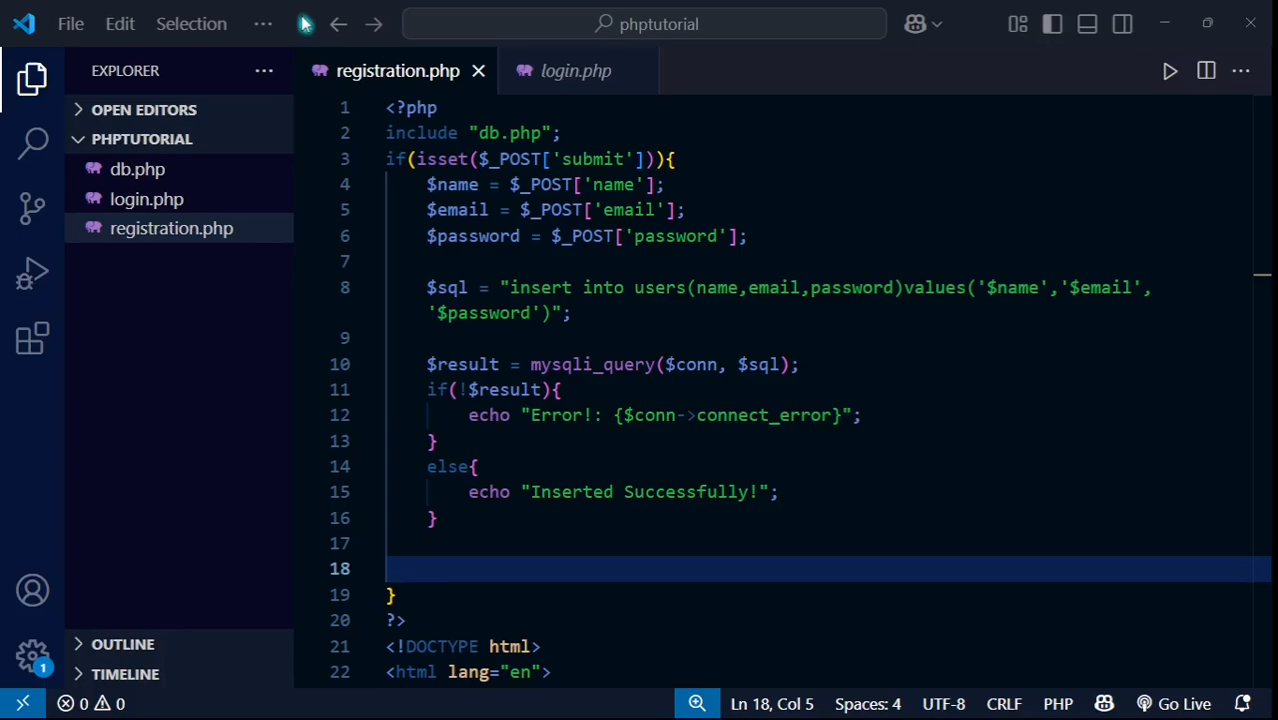 File Edit Selection ··· phptutorial
EXPLORER ···
registration.php
login.php
OPEN EDITORS
PHPTUTORIAL
db.php
login.php
registration.php
OUTLINE
TIMELINE
1 <?php
2 include "db.php";
3 if(isset($_POST['submit'])){
4 $name = $_POST['name'];
5 $email = $_POST['email'];
6 $password = $_POST['password'];
7
8 $sql = "insert into users(name,email,password)values('$name','$email',
'$password')";
9
10 $result = mysqli_query($conn, $sql);
11 if(!$result){
12 echo "Error!: {$conn->connect_error}";
13 }
14 else{
15 echo "Inserted Successfully!";
16 }
17
18
19 }
20 ?>
21 <!DOCTYPE html>
22 <html lang="en">
1
0 0 Ln 18, Col 5 Spaces: 4 UTF-8 CRLF PHP Go Live